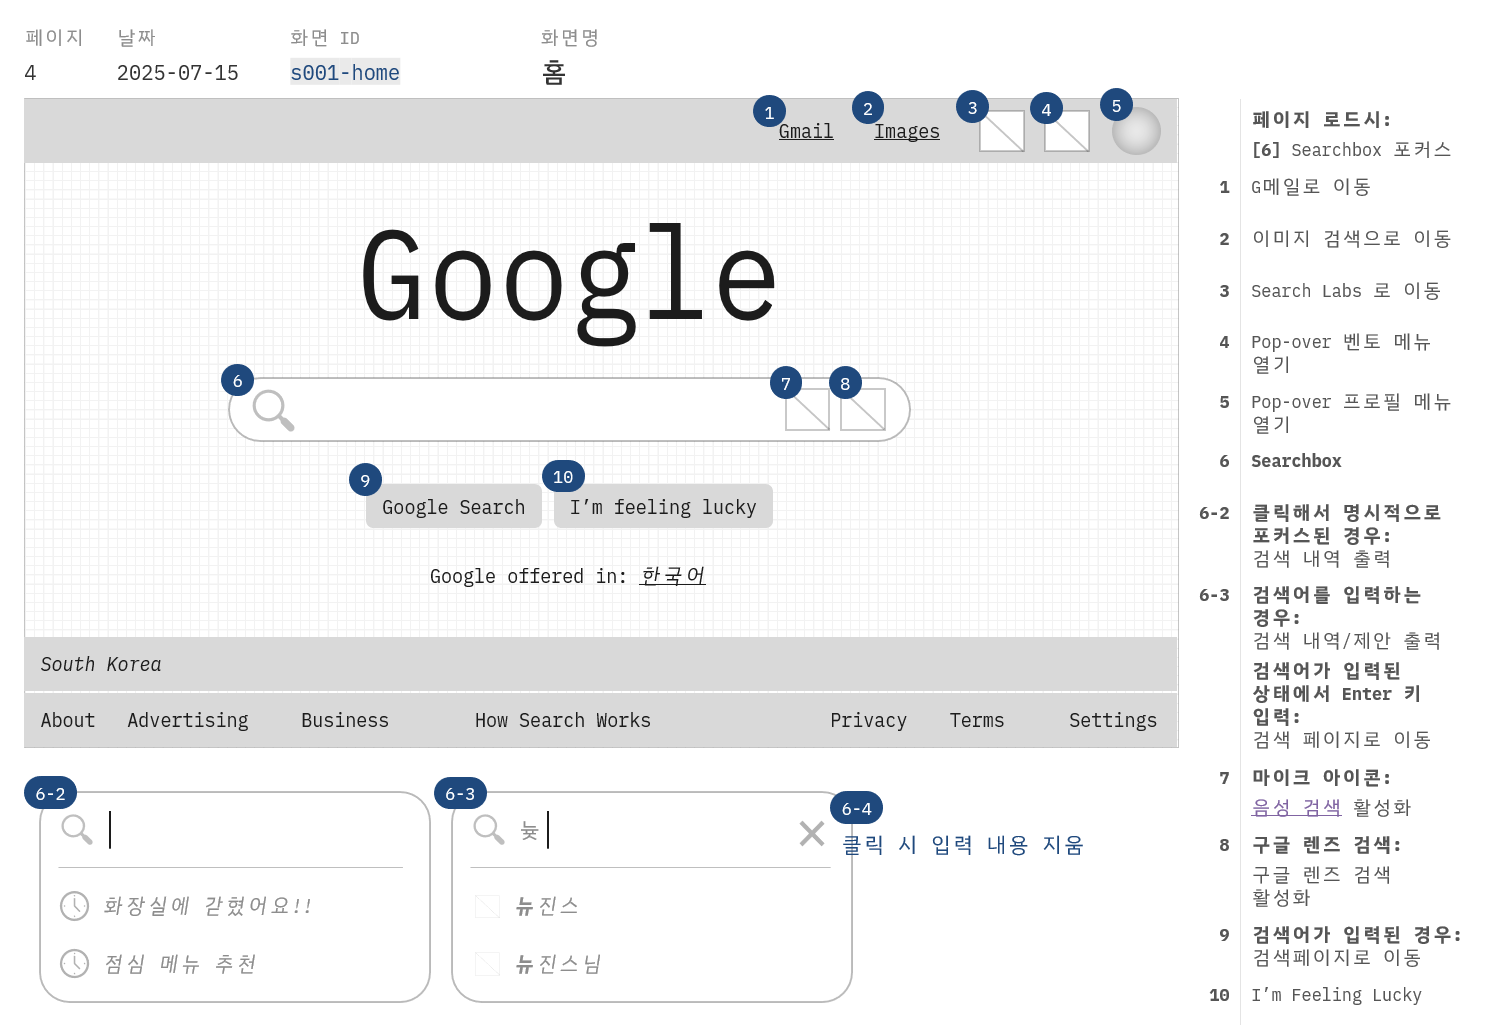 페이지 날짜 화면 ID 화면명
4 2025-07-15 s001-home 홈
1 Gmail 2 Images 3 4 5
Google
6 7 8
9 Google Search 10 I’m feeling lucky
Google offered in: 한국어
South Korea
About Advertising Business How Search Works Privacy Terms Settings
6-2
화장실에 갇혔어요!!
점심 메뉴 추천
6-3
늊
뉴진스
뉴진스님
6-4
클릭 시 입력 내용 지움
페이지 로드시:
[6] Searchbox 포커스
1 G메일로 이동
2 이미지 검색으로 이동
3 Search Labs 로 이동
4 Pop-over 벤토 메뉴
열기
5 Pop-over 프로필 메뉴
열기
6 Searchbox
6-2 클릭해서 명시적으로
포커스된 경우:
검색 내역 출력
6-3 검색어를 입력하는
경우:
검색 내역/제안 출력
검색어가 입력된
상태에서 Enter 키
입력:
검색 페이지로 이동
7 마이크 아이콘:
음성 검색 활성화
8 구글 렌즈 검색:
구글 렌즈 검색
활성화
9 검색어가 입력된 경우:
검색페이지로 이동
10 I’m Feeling Lucky